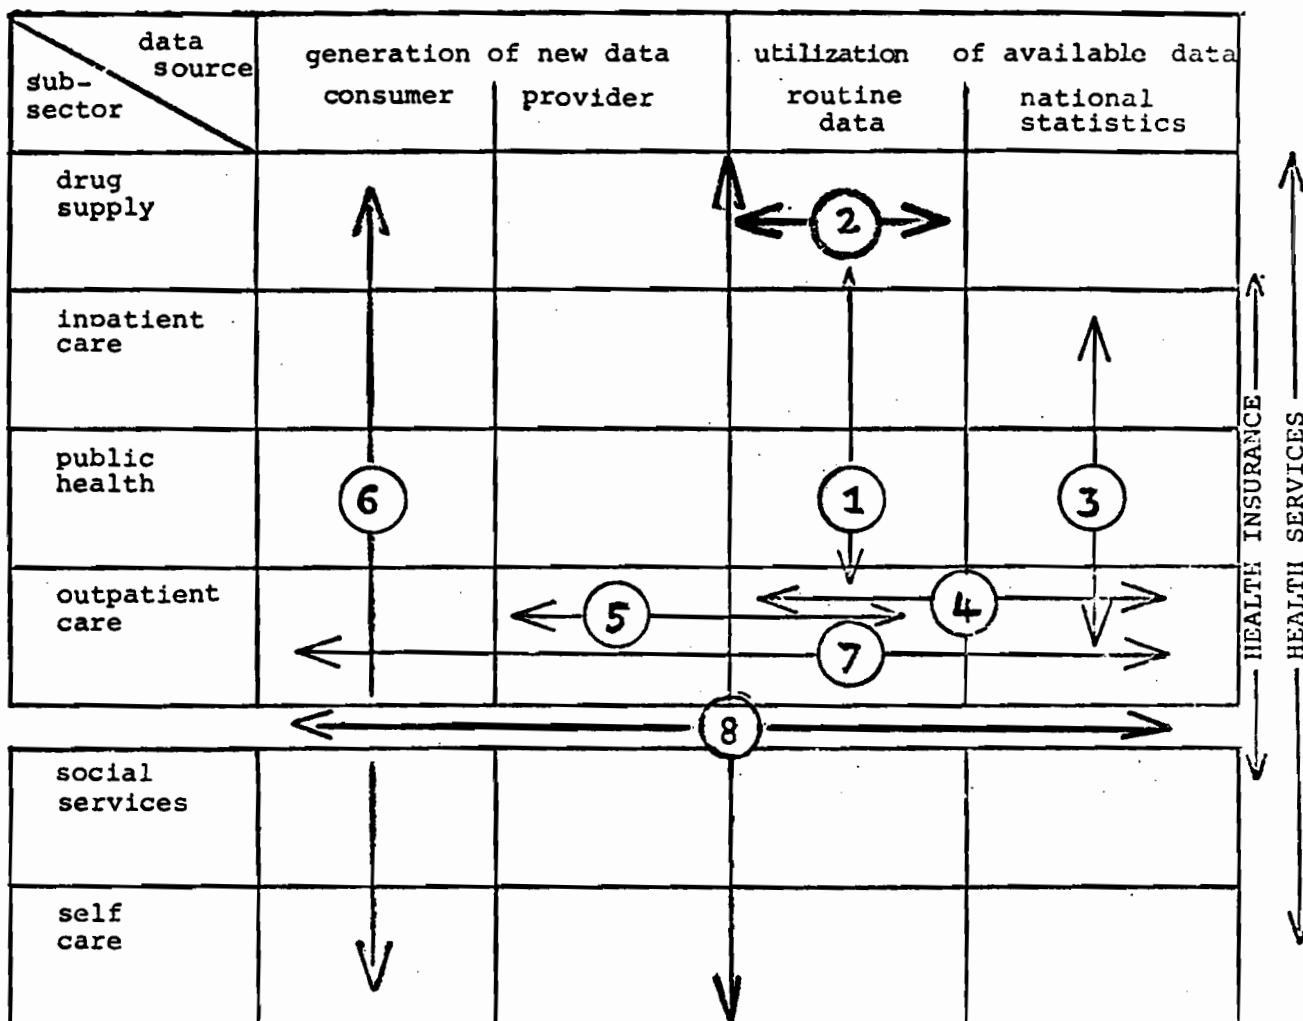 data
source
sub-
sector
generation of new data
consumer
provider
utilization of available data
routine
data
national
statistics
drug
supply
2
inpatient
care
public
health
6
1
3
outpatient
care
5
4
7
8
social
services
self
care
HEALTH INSURANCE
HEALTH SERVICES